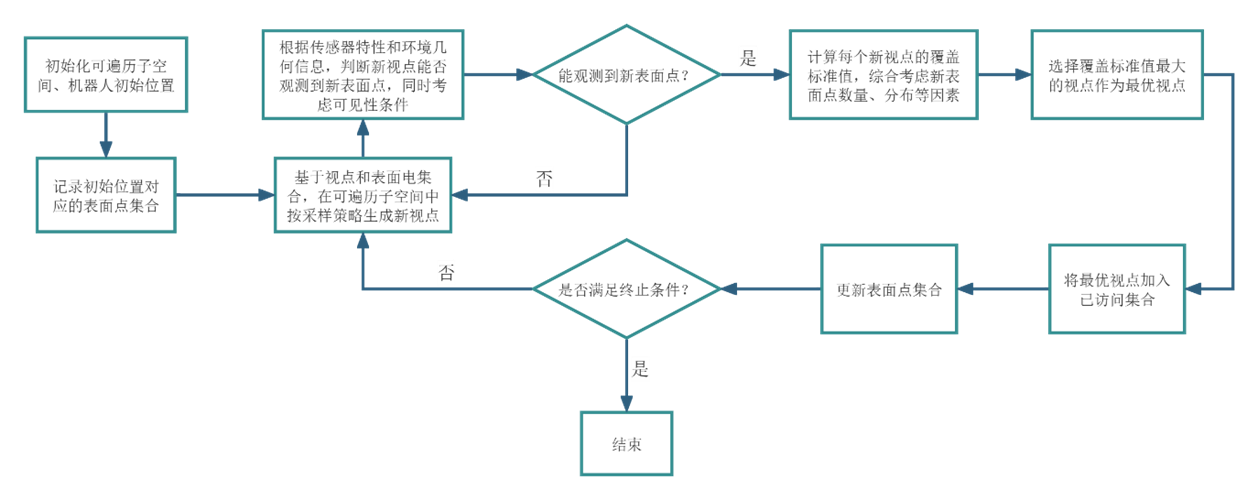 初始化可遍历子空
间、机器人初始位置
记录初始位置对
应的表面点集合
基于视点和表面电集
合，在可遍历子空间中
按采样策略生成新视点
根据传感器特性和环境几
何信息，判断新视点能否
观测到新表面点，同时考
虑可见性条件
能观测到新表面点？
是
否
计算每个新视点的覆盖
标准值，综合考虑新表
面点数量、分布等因素
选择覆盖标准值最大
的视点作为最优视点
将最优视点加入
已访问集合
更新表面点集合
是否满足终止条件？
否
是
结束